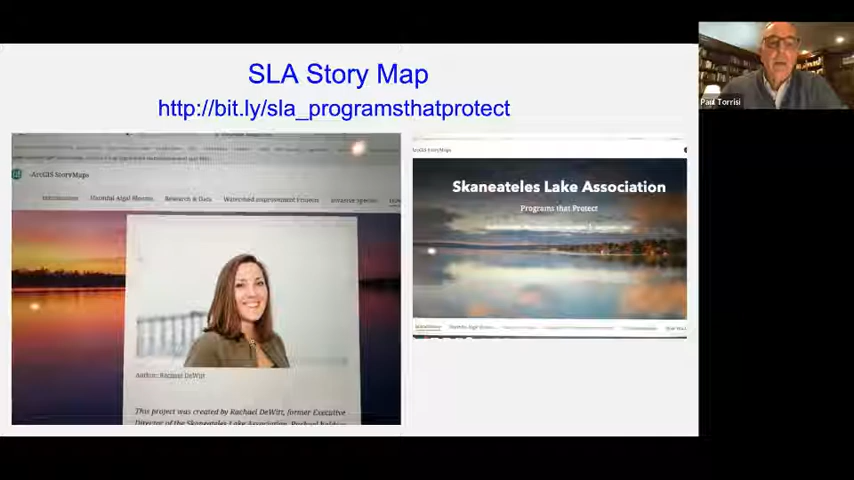 SLA Story Map
http://bit.ly/sla_programsthatprotect
ArcGIS StoryMaps
Introduction Harmful Algal Blooms Research & Data Watershed Improvement Projects Invasive Species
Author: Rachael DeWitt
This project was created by Rachael DeWitt, former Executive
Director of the Skaneateles Lake Association. Rachael
ArcGIS StoryMaps
Skaneateles Lake Association
Programs that Protect
Paul Torrisi